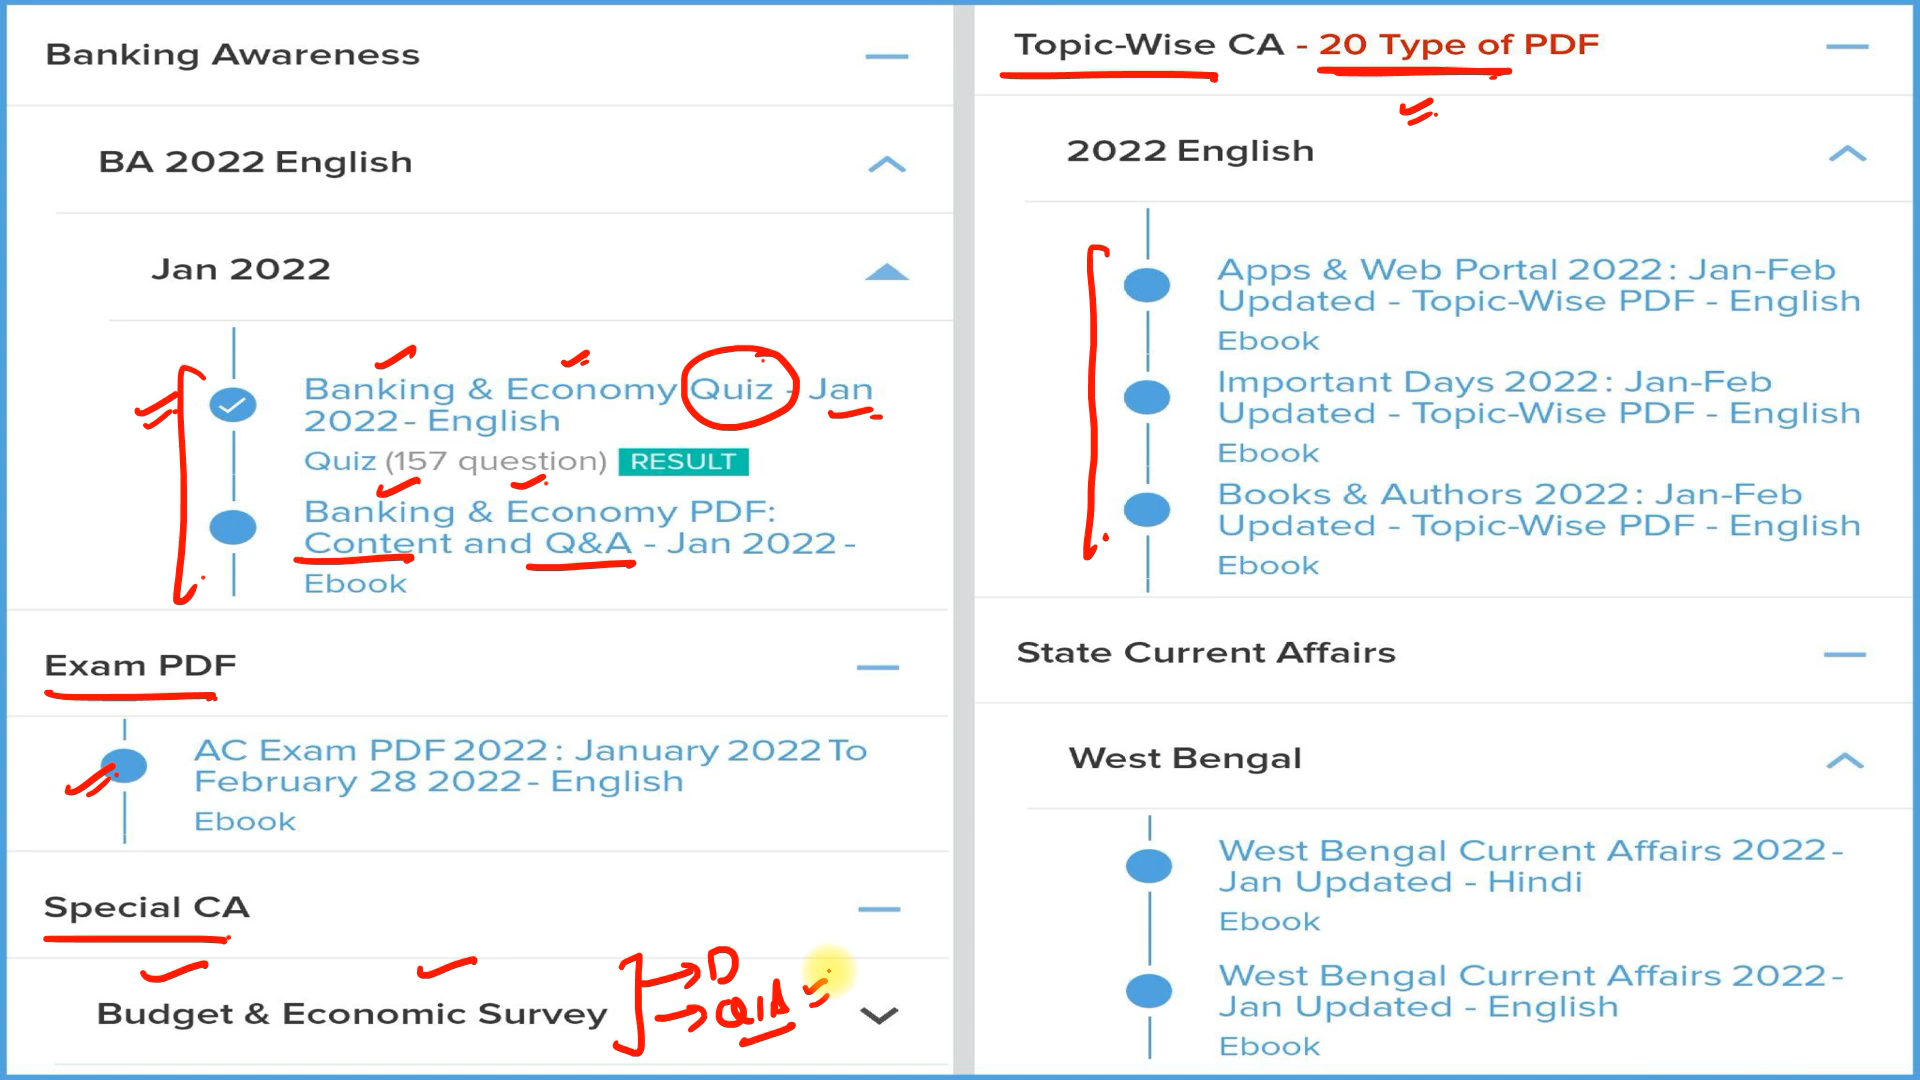 Banking Awareness
BA 2022 English
Jan 2022
Banking & Economy Quiz - Jan
2022- English
Quiz (157 question) RESULT
Banking & Economy PDF:
Content and Q&A - Jan 2022 -
Ebook
Exam PDF
AC Exam PDF 2022 : January 2022 To
February 28 2022- English
Ebook
Special CA
Budget & Economic Survey
D
Q1A
Topic-Wise CA - 20 Type of PDF
2022 English
Apps & Web Portal 2022 : Jan-Feb
Updated - Topic-Wise PDF - English
Ebook
Important Days 2022 : Jan-Feb
Updated - Topic-Wise PDF - English
Ebook
Books & Authors 2022 : Jan-Feb
Updated - Topic-Wise PDF - English
Ebook
State Current Affairs
West Bengal
West Bengal Current Affairs 2022-
Jan Updated - Hindi
Ebook
West Bengal Current Affairs 2022-
Jan Updated - English
Ebook